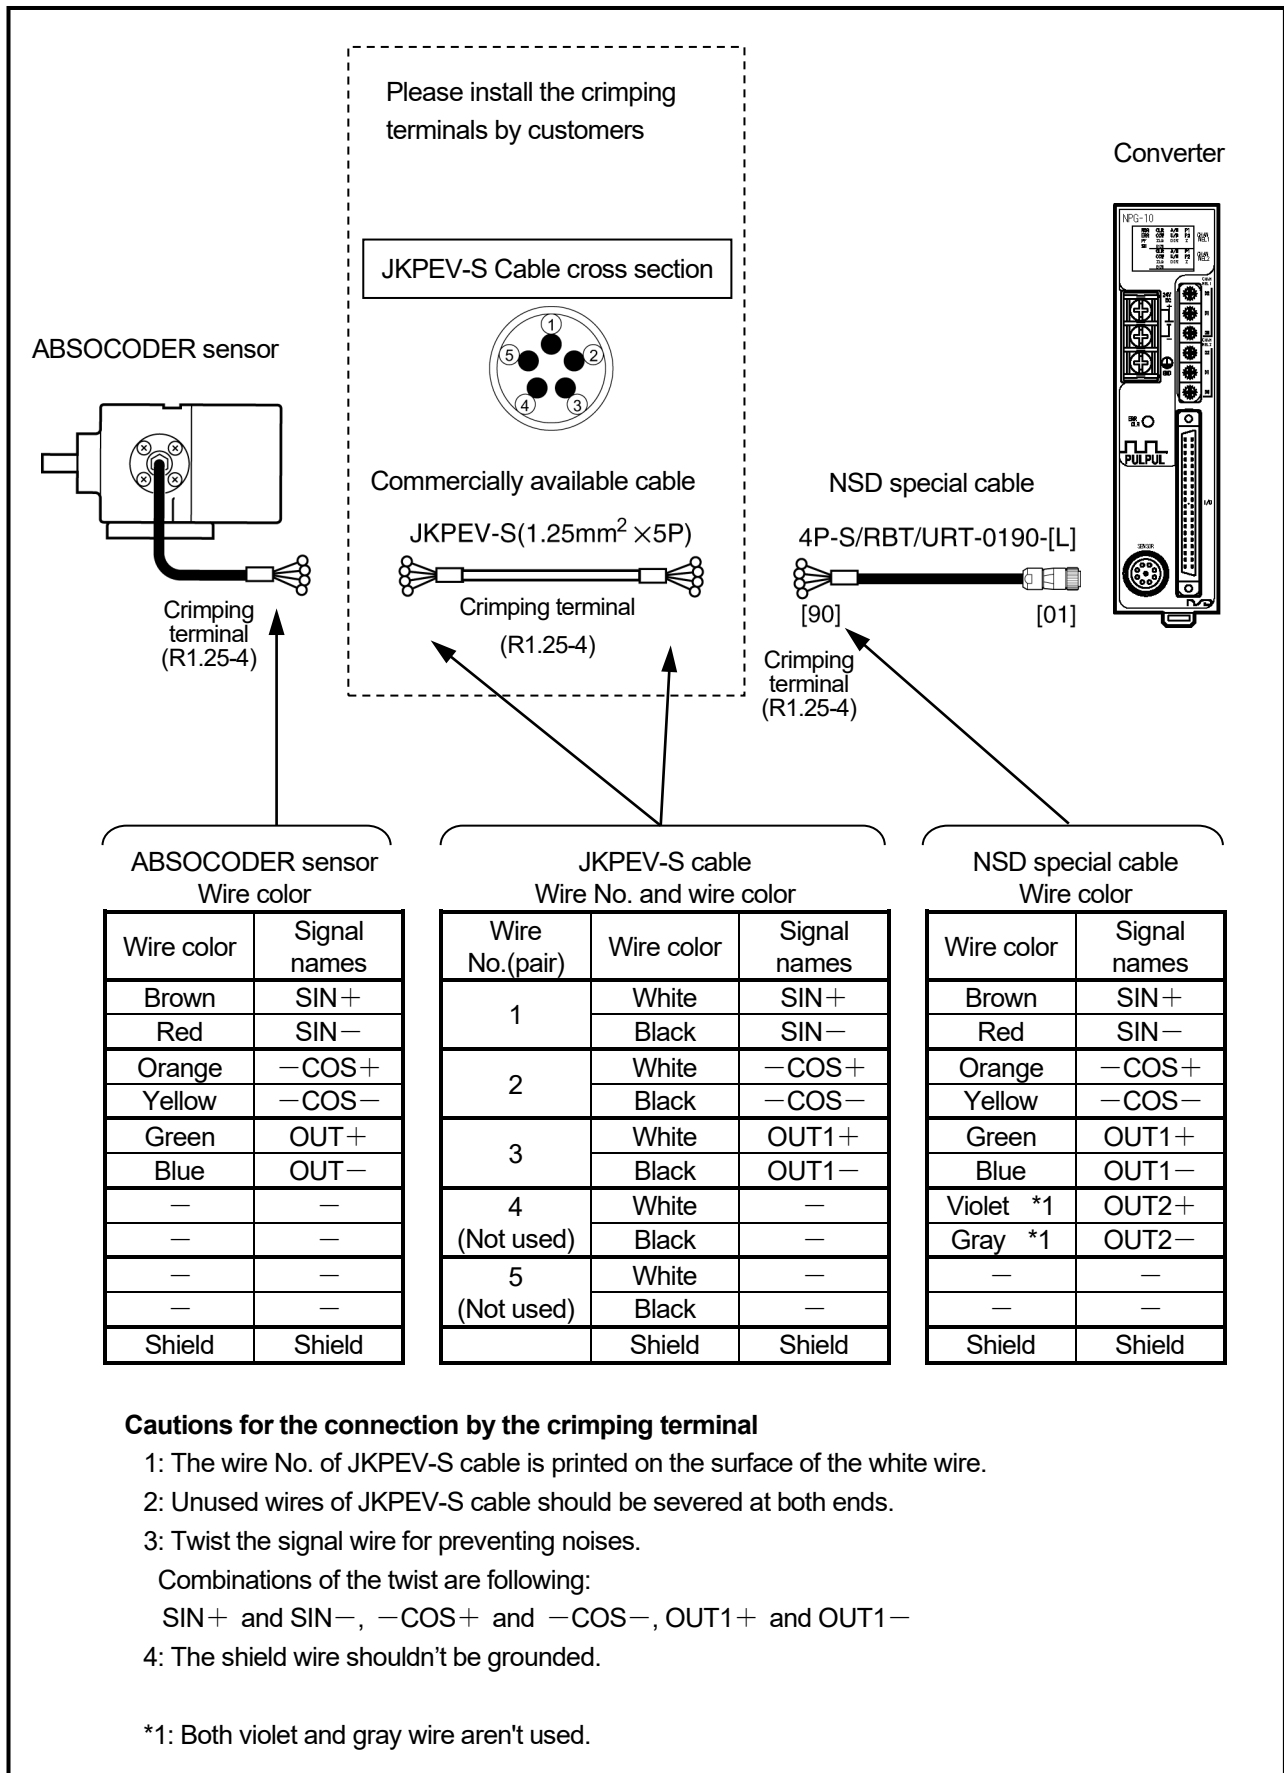 Please install the crimping
terminals by customers
Converter
NPG-10
JKPEV-S Cable cross section
1
5
2
4
3
ABSOCODER sensor
PULPUL
I/O
SENSOR
NSD
Commercially available cable
NSD special cable
JKPEV-S(1.25mm² ×5P)
4P-S/RBT/URT-0190-[L]
Crimping
terminal
(R1.25-4)
Crimping terminal
(R1.25-4)
[90]
[01]
Crimping
terminal
(R1.25-4)
ABSOCODER sensor
Wire color
Wire color Signal names
Brown SIN+
Red SIN−
Orange −COS+
Yellow −COS−
Green OUT+
Blue OUT−
− −
− −
− −
− −
Shield Shield
JKPEV-S cable
Wire No. and wire color
Wire No.(pair) Wire color Signal names
1 White SIN+
Black SIN−
2 White −COS+
Black −COS−
3 White OUT1+
Black OUT1−
4 White −
(Not used) Black −
5 White −
(Not used) Black −
Shield Shield
NSD special cable
Wire color
Wire color Signal names
Brown SIN+
Red SIN−
Orange −COS+
Yellow −COS−
Green OUT1+
Blue OUT1−
Violet *1 OUT2+
Gray *1 OUT2−
− −
− −
Shield Shield
Cautions for the connection by the crimping terminal
1: The wire No. of JKPEV-S cable is printed on the surface of the white wire.
2: Unused wires of JKPEV-S cable should be severed at both ends.
3: Twist the signal wire for preventing noises.
Combinations of the twist are following:
SIN+ and SIN−, −COS+ and −COS−, OUT1+ and OUT1−
4: The shield wire shouldn’t be grounded.
*1: Both violet and gray wire aren't used.